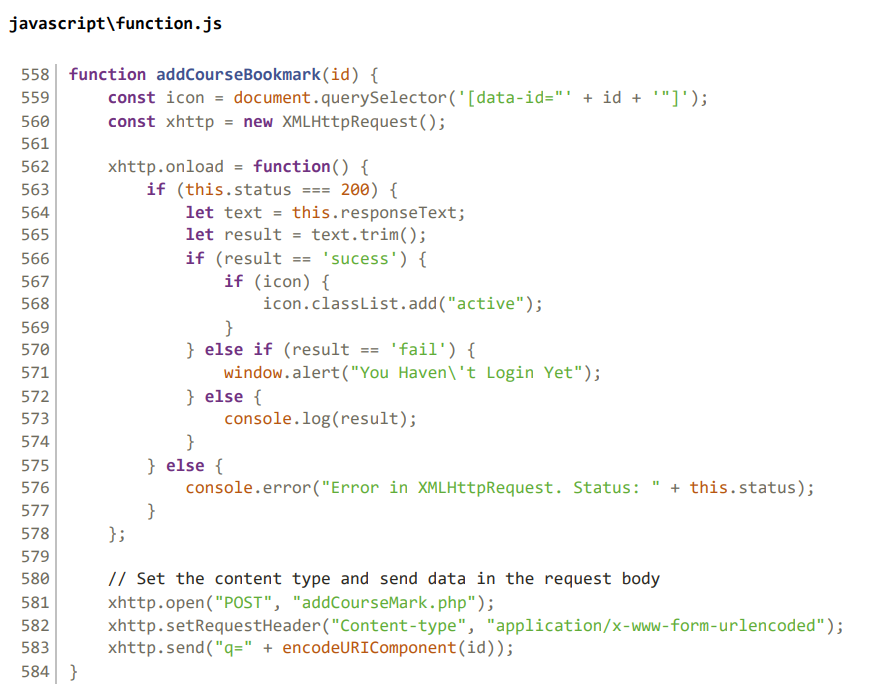 javascript\function.js
558 function addCourseBookmark(id) {
559     const icon = document.querySelector('[data-id="' + id + '"]');
560     const xhttp = new XMLHttpRequest();
561
562     xhttp.onload = function() {
563         if (this.status === 200) {
564             let text = this.responseText;
565             let result = text.trim();
566             if (result == 'sucess') {
567                 if (icon) {
568                     icon.classList.add("active");
569                 }
570             } else if (result == 'fail') {
571                 window.alert("You Haven\'t Login Yet");
572             } else {
573                 console.log(result);
574             }
575         } else {
576             console.error("Error in XMLHttpRequest. Status: " + this.status);
577         }
578     };
579
580     // Set the content type and send data in the request body
581     xhttp.open("POST", "addCourseMark.php");
582     xhttp.setRequestHeader("Content-type", "application/x-www-form-urlencoded");
583     xhttp.send("q=" + encodeURIComponent(id));
584 }